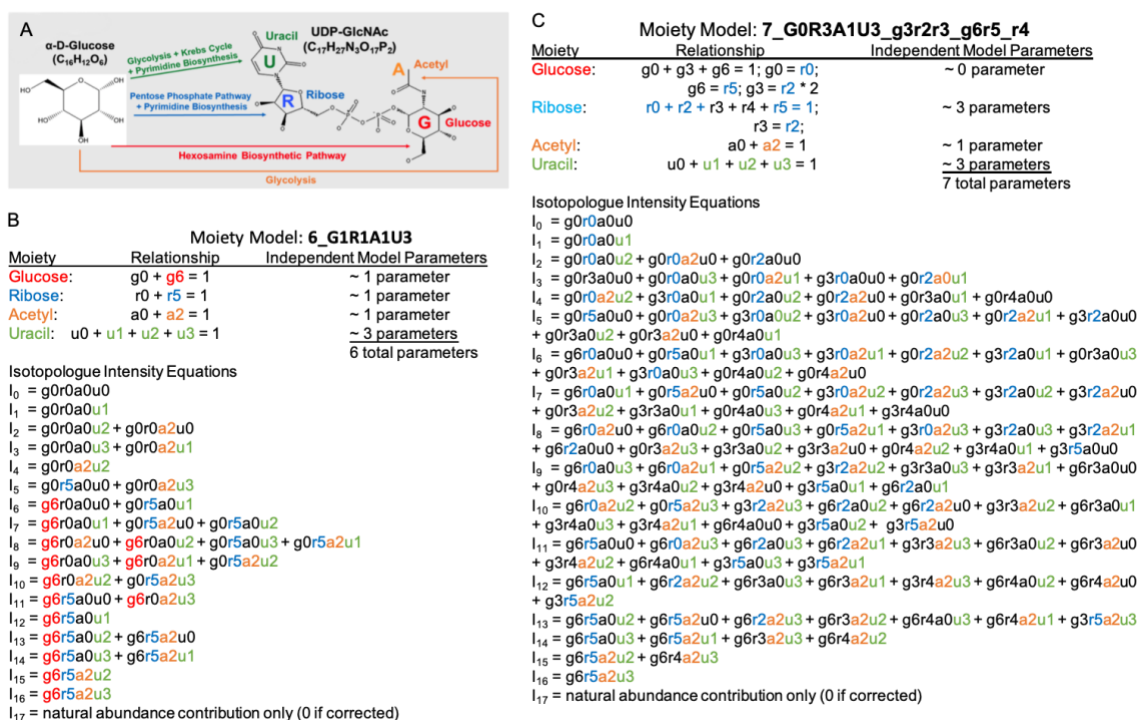 A
α-D-Glucose
(C16H12O6)
Glycolysis + Krebs Cycle
+ Pyrimidine Biosynthesis
Pentose Phosphate Pathway
+ Pyrimidine Biosynthesis
Uracil
U
UDP-GlcNAc
(C17H27N3O17P2)
A
Acetyl
R
Ribose
G
Glucose
Hexosamine Biosynthetic Pathway
Glycolysis
B
Moiety Model: 6_G1R1A1U3
Moiety Relationship Independent Model Parameters
Glucose: g0 + g6 = 1 ~ 1 parameter
Ribose: r0 + r5 = 1 ~ 1 parameter
Acetyl: a0 + a2 = 1 ~ 1 parameter
Uracil: u0 + u1 + u2 + u3 = 1 ~ 3 parameters
6 total parameters
Isotopologue Intensity Equations
I0 = g0r0a0u0
I1 = g0r0a0u1
I2 = g0r0a0u2 + g0r0a2u0
I3 = g0r0a0u3 + g0r0a2u1
I4 = g0r0a2u2
I5 = g0r5a0u0 + g0r0a2u3
I6 = g6r0a0u0 + g0r5a0u1
I7 = g6r0a0u1 + g0r5a2u0 + g0r5a0u2
I8 = g6r0a2u0 + g6r0a0u2 + g0r5a0u3 + g0r5a2u1
I9 = g6r0a0u3 + g6r0a2u1 + g0r5a2u2
I10 = g6r0a2u2 + g0r5a2u3
I11 = g6r5a0u0 + g6r0a2u3
I12 = g6r5a0u1
I13 = g6r5a0u2 + g6r5a2u0
I14 = g6r5a0u3 + g6r5a2u1
I15 = g6r5a2u2
I16 = g6r5a2u3
I17 = natural abundance contribution only (0 if corrected)
C
Moiety Model: 7_G0R3A1U3_g3r2r3_g6r5_r4
Moiety Relationship Independent Model Parameters
Glucose: g0 + g3 + g6 = 1; g0 = r0; ~ 0 parameter
g6 = r5; g3 = r2 * 2
Ribose: r0 + r2 + r3 + r4 + r5 = 1; ~ 3 parameters
r3 = r2;
Acetyl: a0 + a2 = 1 ~ 1 parameter
Uracil: u0 + u1 + u2 + u3 = 1 ~ 3 parameters
7 total parameters
Isotopologue Intensity Equations
I0 = g0r0a0u0
I1 = g0r0a0u1
I2 = g0r0a0u2 + g0r0a2u0 + g0r2a0u0
I3 = g0r3a0u0 + g0r0a0u3 + g0r0a2u1 + g3r0a0u0 + g0r2a0u1
I4 = g0r0a2u2 + g3r0a0u1 + g0r2a0u2 + g0r2a2u0 + g0r3a0u1 + g0r4a0u0
I5 = g0r5a0u0 + g0r0a2u3 + g3r0a0u2 + g3r0a2u0 + g0r2a0u3 + g0r2a2u1 + g3r2a0u0
+ g0r3a0u2 + g0r3a2u0 + g0r4a0u1
I6 = g6r0a0u0 + g0r5a0u1 + g3r0a0u3 + g3r0a2u1 + g0r2a2u2 + g3r2a0u1 + g0r3a0u3
+ g0r3a2u1 + g3r0a0u3 + g0r4a0u2 + g0r4a2u0
I7 = g6r0a0u1 + g0r5a2u0 + g0r5a0u2 + g3r0a2u2 + g0r2a2u3 + g3r2a0u2 + g3r2a2u0
+ g0r3a2u2 + g3r3a0u1 + g0r4a0u3 + g0r4a2u1 + g3r4a0u0
I8 = g6r0a2u0 + g6r0a0u2 + g0r5a0u3 + g0r5a2u1 + g3r0a2u3 + g3r2a0u3 + g3r2a2u1
+ g6r2a0u0 + g0r3a2u3 + g3r3a0u2 + g3r3a2u0 + g0r4a2u2 + g3r4a0u1 + g3r5a0u0
I9 = g6r0a0u3 + g6r0a2u1 + g0r5a2u2 + g3r2a2u2 + g3r3a0u3 + g3r3a2u1 + g6r3a0u0
+ g0r4a2u3 + g3r4a0u2 + g3r4a2u0 + g3r5a0u1 + g6r2a0u1
I10 = g6r0a2u2 + g0r5a2u3 + g3r2a2u3 + g6r2a0u2 + g6r2a2u0 + g3r3a2u2 + g6r3a0u1
+ g3r4a0u3 + g3r4a2u1 + g6r4a0u0 + g3r5a0u2 + g3r5a2u0
I11 = g6r5a0u0 + g6r0a2u3 + g6r2a0u3 + g6r2a2u1 + g3r3a2u3 + g6r3a0u2 + g6r3a2u0
+ g3r4a2u2 + g6r4a0u1 + g3r5a0u3 + g3r5a2u1
I12 = g6r5a0u1 + g6r2a2u2 + g6r3a0u3 + g6r3a2u1 + g3r4a2u3 + g6r4a0u2 + g6r4a2u0
+ g3r5a2u2
I13 = g6r5a0u2 + g6r5a2u0 + g6r2a2u3 + g6r3a2u2 + g6r4a0u3 + g6r4a2u1 + g3r5a2u3
I14 = g6r5a0u3 + g6r5a2u1 + g6r3a2u3 + g6r4a2u2
I15 = g6r5a2u2 + g6r4a2u3
I16 = g6r5a2u3
I17 = natural abundance contribution only (0 if corrected)